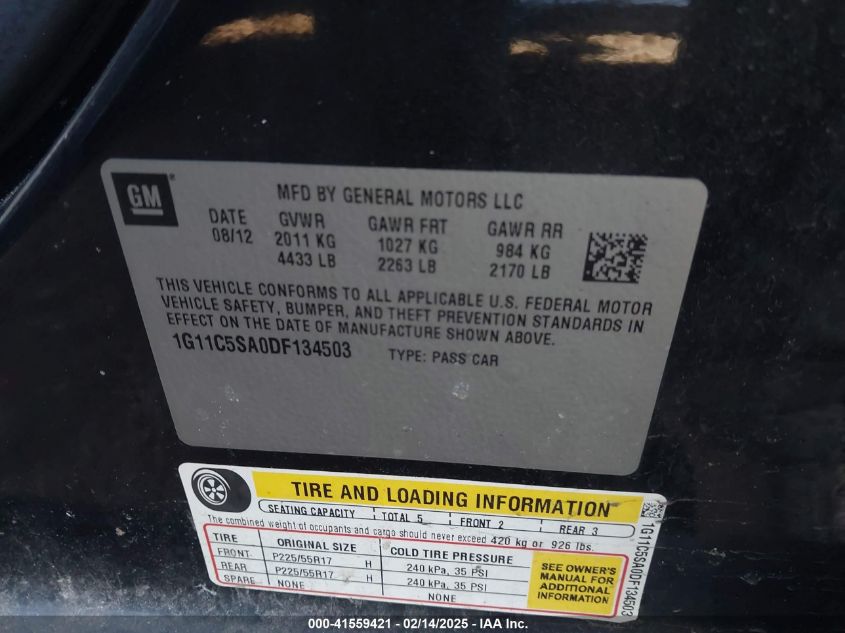 GM
MFD BY GENERAL MOTORS LLC
DATE GVWR GAWR FRT GAWR RR
08/12 2011 KG 1027 KG 984 KG
4433 LB 2263 LB 2170 LB
THIS VEHICLE CONFORMS TO ALL APPLICABLE U.S. FEDERAL MOTOR
VEHICLE SAFETY, BUMPER, AND THEFT PREVENTION STANDARDS IN
EFFECT ON THE DATE OF MANUFACTURE SHOWN ABOVE.
1G11C5SA0DF134503 TYPE: PASS CAR
TIRE AND LOADING INFORMATION
SEATING CAPACITY TOTAL 5 FRONT 2 REAR 3
The combined weight of occupants and cargo should never exceed 420 kg or 926 lbs.
TIRE ORIGINAL SIZE COLD TIRE PRESSURE
FRONT P225/55R17 H 240 kPa, 35 PSI
REAR P225/55R17 H 240 kPa, 35 PSI
SPARE NONE NONE
SEE OWNER'S
MANUAL FOR
ADDITIONAL
INFORMATION
1G11C5SA0DF134503
000-41559421 - 02/14/2025 - IAA Inc.